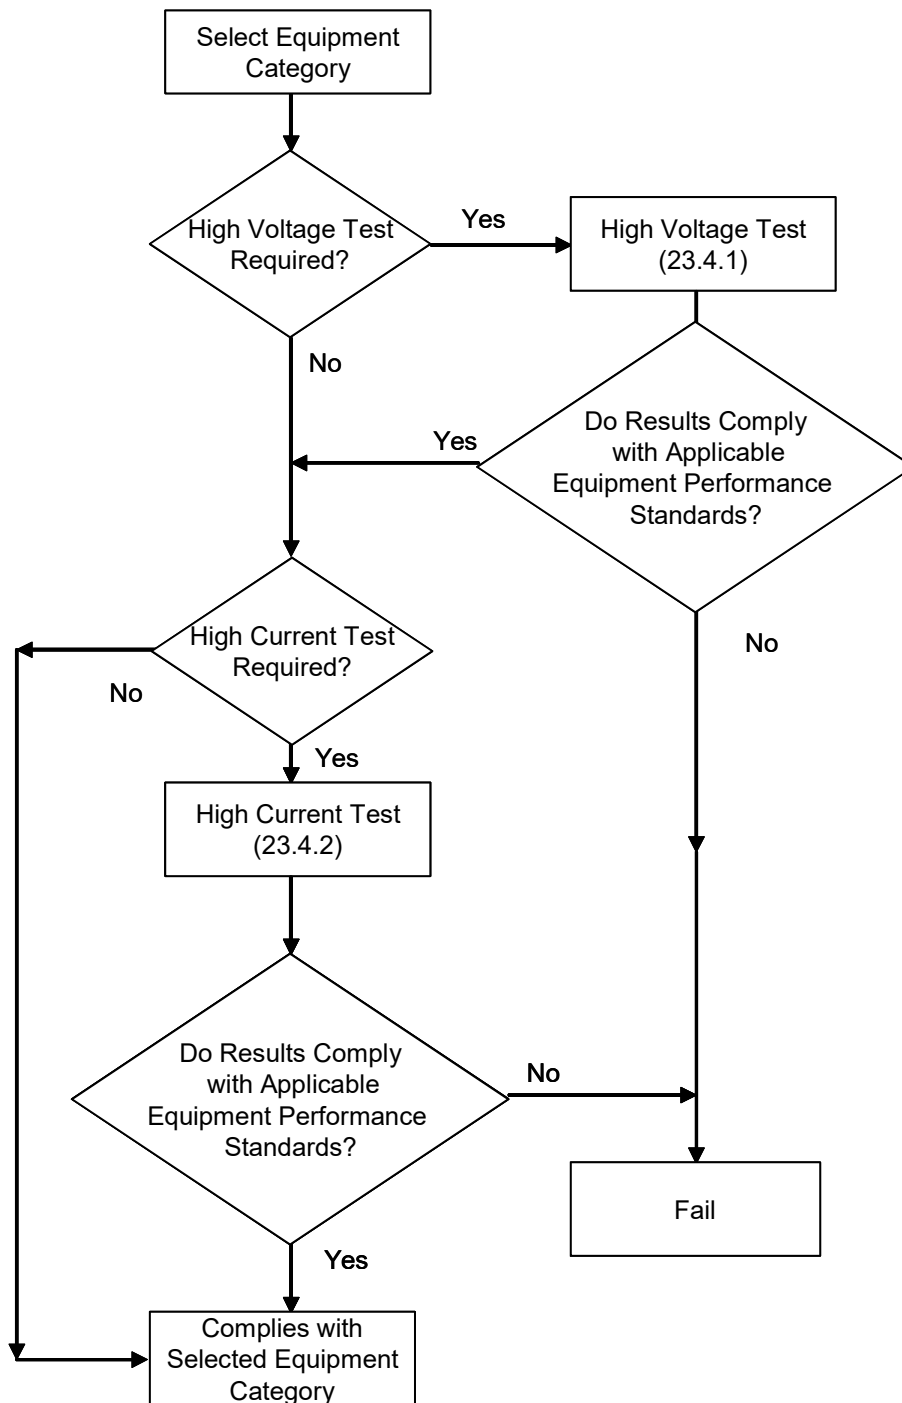 Select Equipment
Category
High Voltage Test
Required?
Yes
High Voltage Test
(23.4.1)
No
Do Results Comply
with Applicable
Equipment Performance
Standards?
Yes
No
High Current Test
Required?
No
Yes
High Current Test
(23.4.2)
Do Results Comply
with Applicable
Equipment Performance
Standards?
No
Fail
Yes
Complies with
Selected Equipment
Category